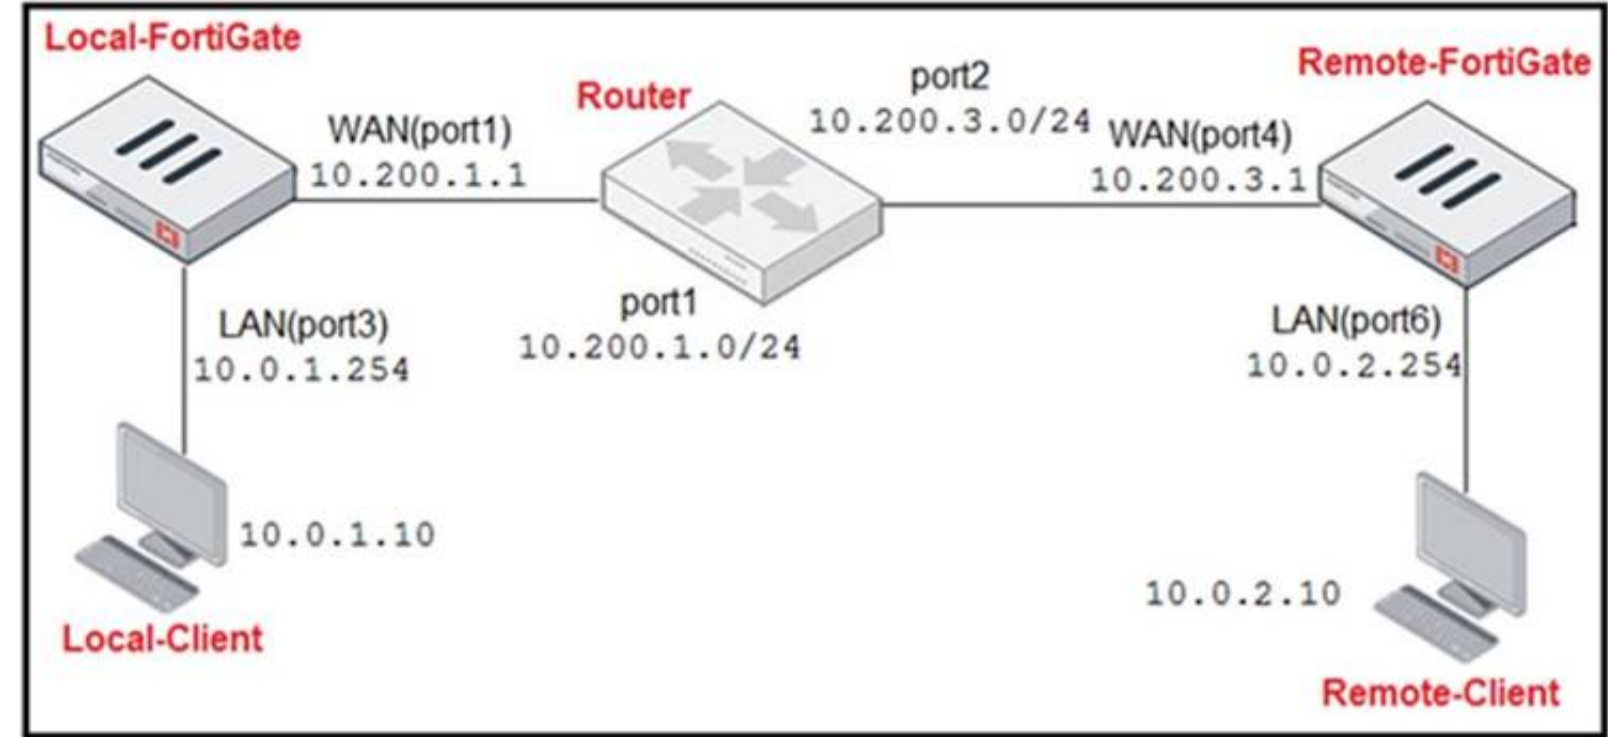 Local-FortiGate
WAN(port1)
10.200.1.1
Router
port2
10.200.3.0/24
WAN(port4)
10.200.3.1
Remote-FortiGate
LAN(port3)
10.0.1.254
port1
10.200.1.0/24
LAN(port6)
10.0.2.254
10.0.1.10
Local-Client
10.0.2.10
Remote-Client